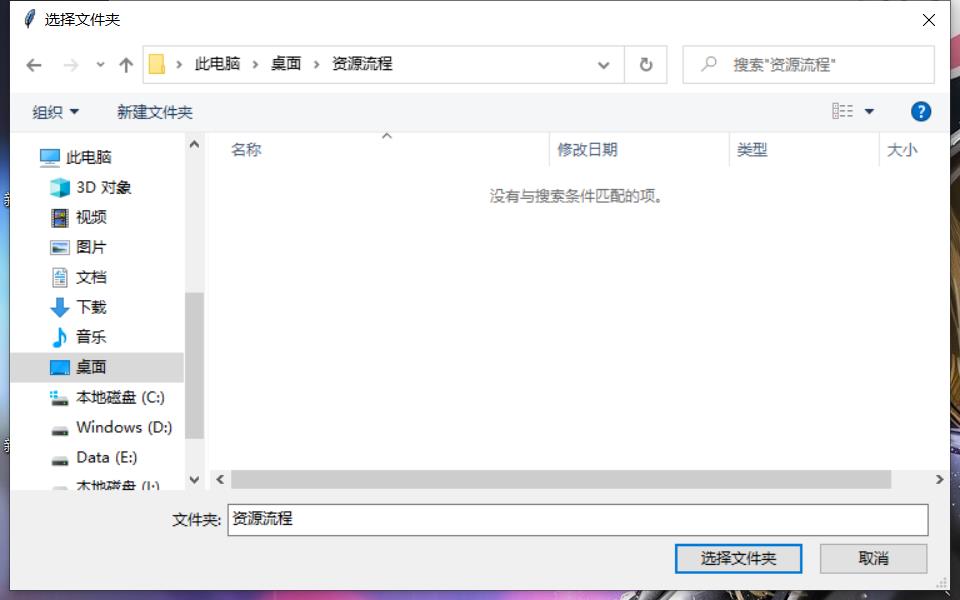 选择文件夹
此电脑 桌面 资源流程
搜索"资源流程"
组织 新建文件夹
名称 修改日期 类型 大小
没有与搜索条件匹配的项。
此电脑
3D 对象
视频
图片
文档
下载
音乐
桌面
本地磁盘 (C:)
Windows (D:)
Data (E:)
本地磁盘 (I:)
文件夹: 资源流程
选择文件夹 取消